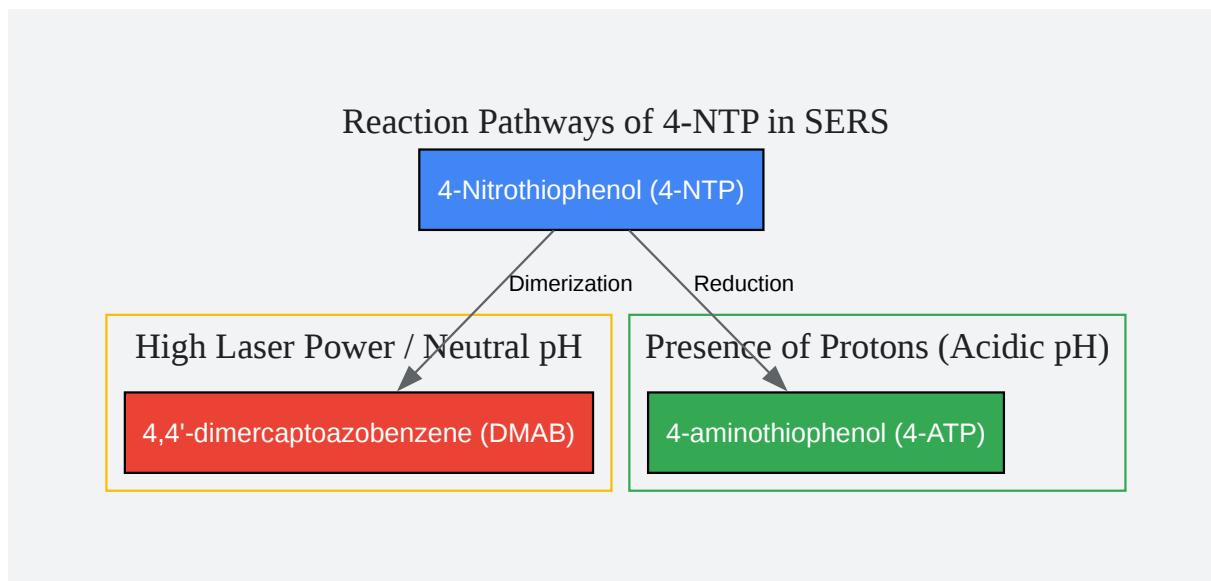 Reaction Pathways of 4-NTP in SERS
4-Nitrothiophenol (4-NTP)
Dimerization
Reduction
High Laser Power / Neutral pH
Presence of Protons (Acidic pH)
4,4'-dimercaptoazobenzene (DMAB)
4-aminothiophenol (4-ATP)